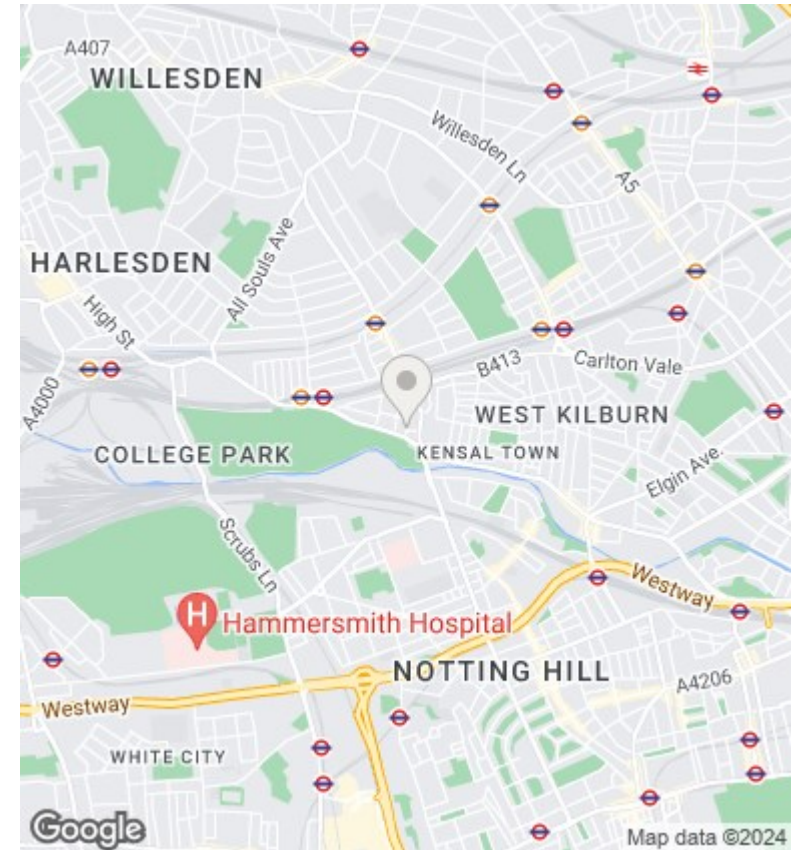 A407
WILLESDEN
Willesden Ln
A5
All Souls Ave
HARLESDEN
High St
A4000
B413
Carlton Vale
WEST KILBURN
COLLEGE PARK
KENSAL TOWN
Elgin Ave.
Scrubs Ln
Westway
H
Hammersmith Hospital
NOTTING HILL
A4206
Westway
WHITE CITY
Google
Map data ©2024